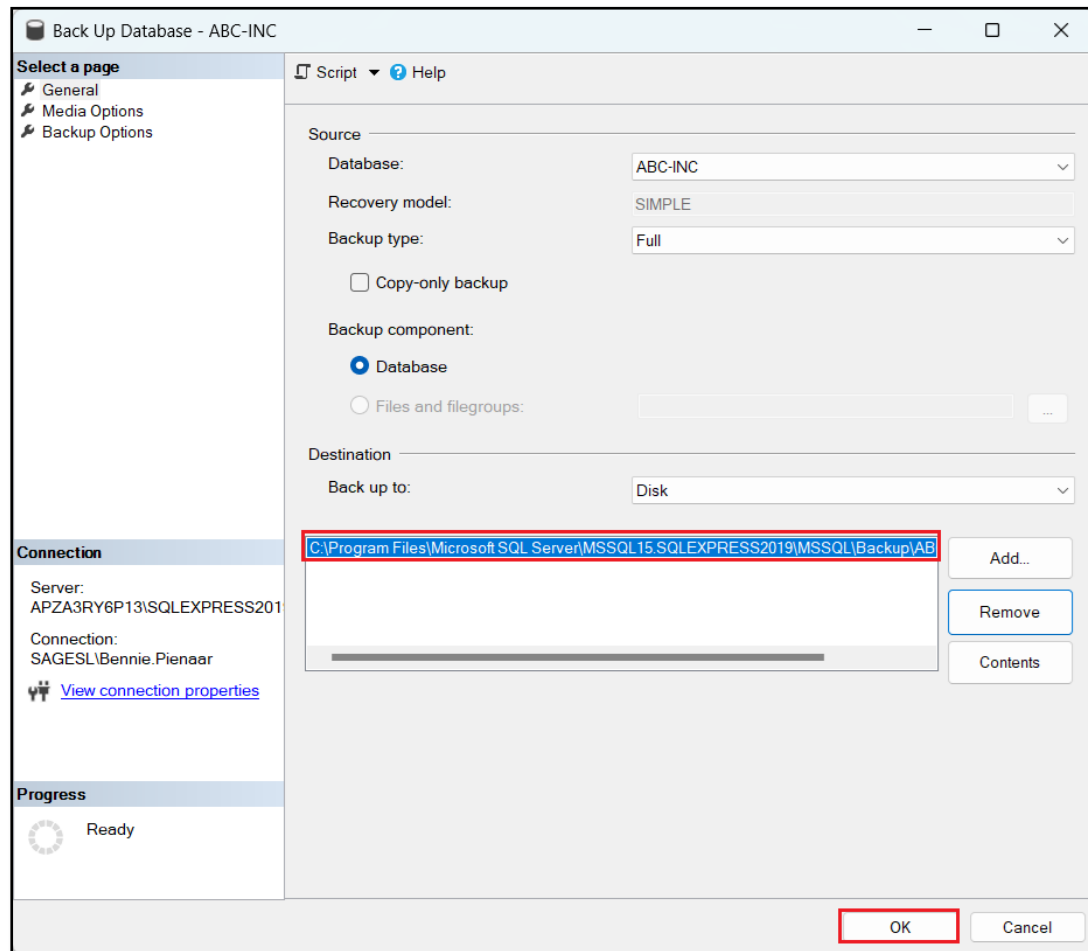 Back Up Database - ABC-INC
Select a page
General
Media Options
Backup Options
Script
Help
Source
Database:
ABC-INC
Recovery model:
SIMPLE
Backup type:
Full
Copy-only backup
Backup component:
Database
Files and filegroups:
...
Destination
Back up to:
Disk
C:\Program Files\Microsoft SQL Server\MSSQL15.SQLEXPRESS2019\MSSQL\Backup\AB
Add...
Remove
Contents
Connection
Server:
APZA3RY6P13\SQLEXPRESS201
Connection:
SAGESL\Bennie.Pienaar
View connection properties
Progress
Ready
OK
Cancel